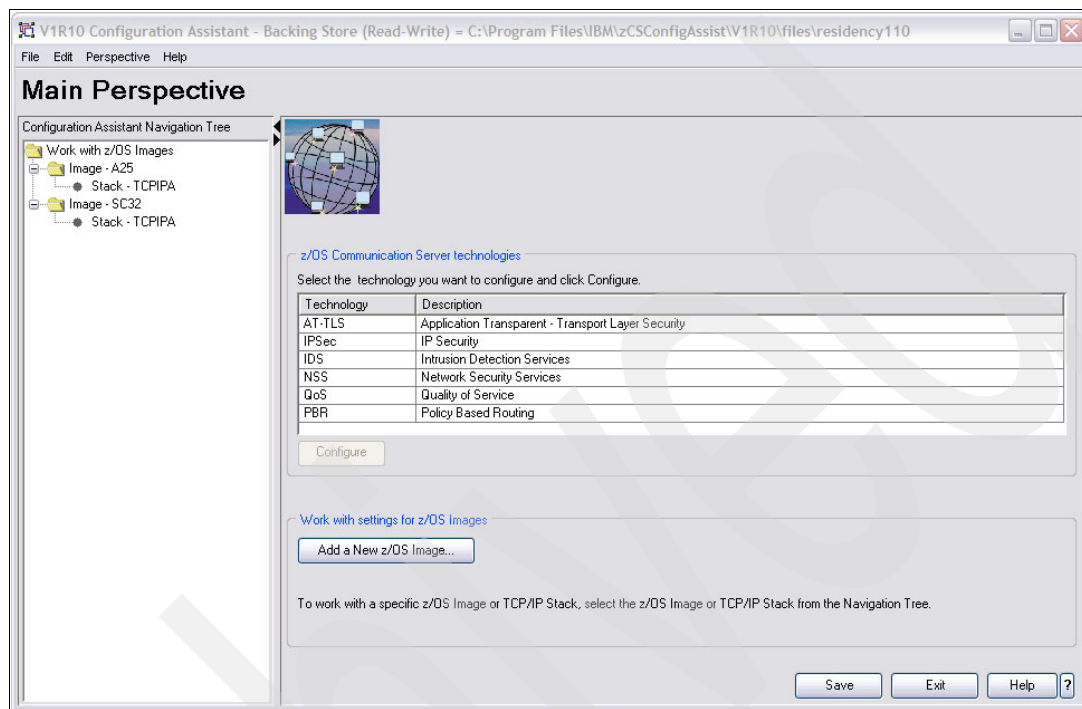 V1R10 Configuration Assistant - Backing Store (Read-Write) = C:\Program Files\IBM\zCSConfigAssist\V1R10\files\residency110
File Edit Perspective Help
Main Perspective
Configuration Assistant Navigation Tree
Work with z/OS Images
Image - A25
Stack - TCPIPA
Image - SC32
Stack - TCPIPA
z/OS Communication Server technologies
Select the technology you want to configure and click Configure.
Technology Description
AT-TLS Application Transparent - Transport Layer Security
IPSec IP Security
IDS Intrusion Detection Services
NSS Network Security Services
QoS Quality of Service
PBR Policy Based Routing
Configure
Work with settings for z/OS Images
Add a New z/OS Image...
To work with a specific z/OS Image or TCP/IP Stack, select the z/OS Image or TCP/IP Stack from the Navigation Tree.
Save Exit Help ?